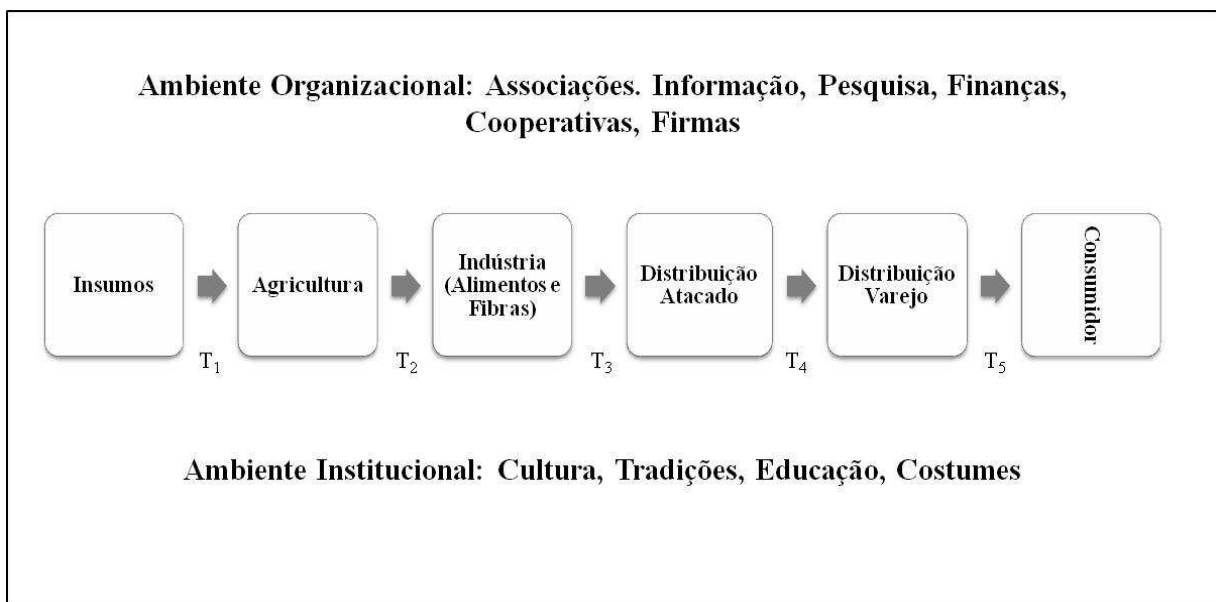 Ambiente Organizacional: Associações. Informação, Pesquisa, Finanças,
Cooperativas, Firmas
Insumos
Agricultura
Indústria
(Alimentos e
Fibras)
Distribuição
Atacado
Distribuição
Varejo
Consumidor
T1
T2
T3
T4
T5
Ambiente Institucional: Cultura, Tradições, Educação, Costumes